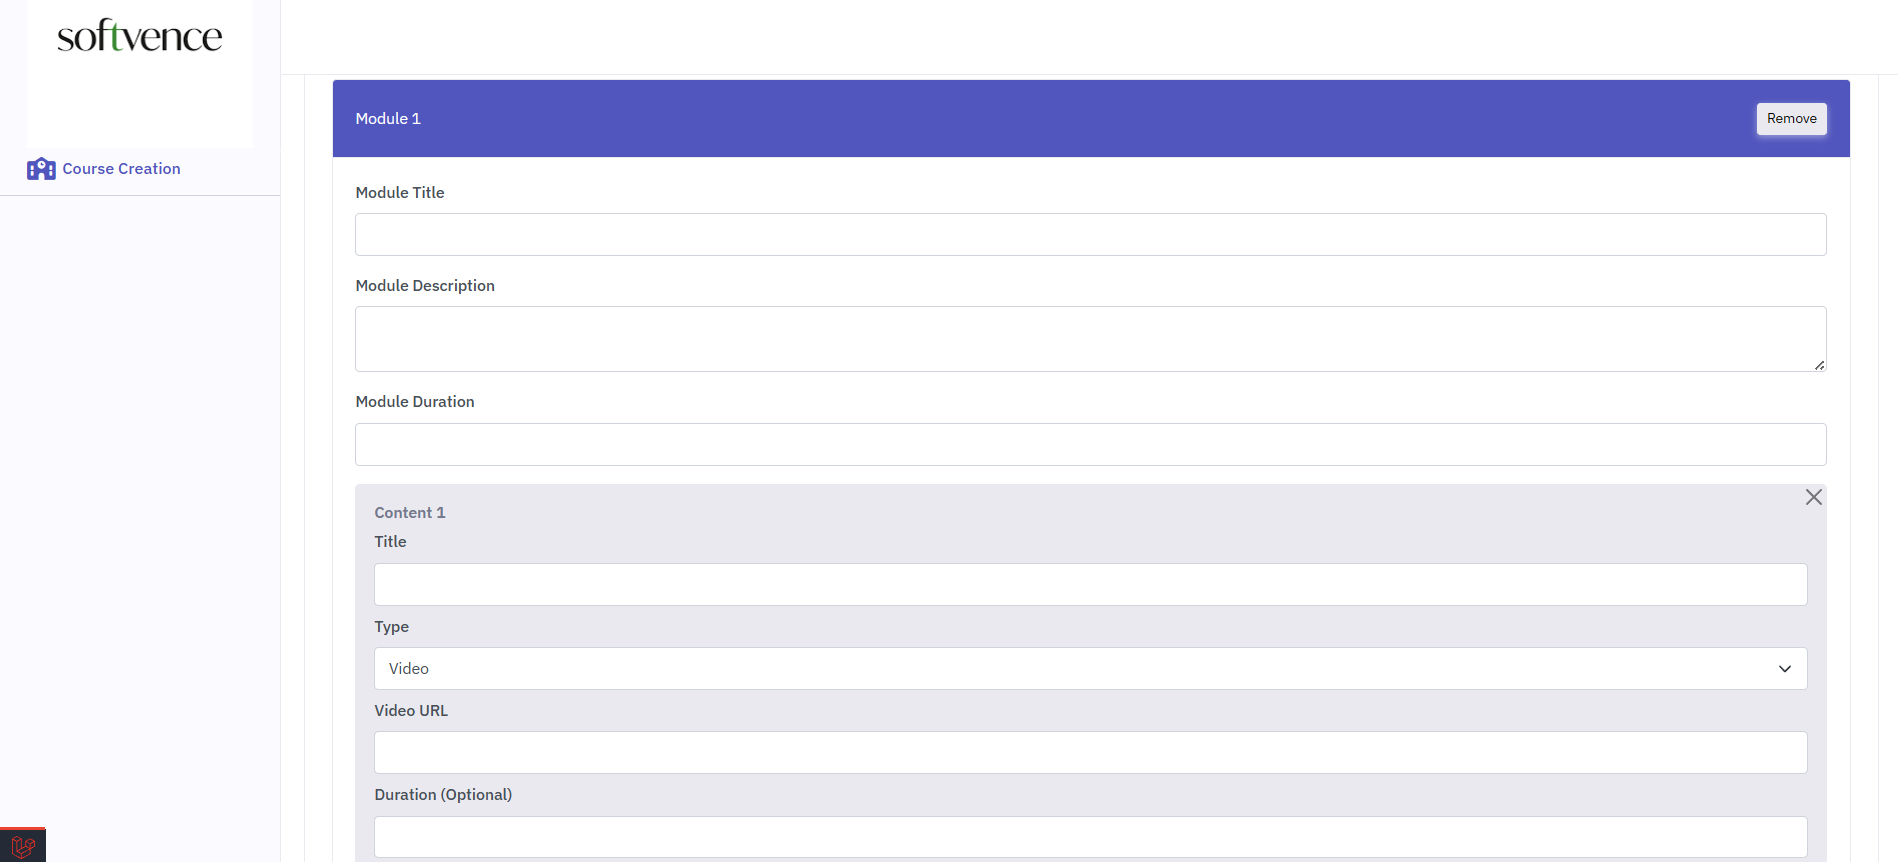 softvence
Course Creation
Module 1
Remove
Module Title
Module Description
Module Duration
Content 1
Title
Type
Video
Video URL
Duration (Optional)